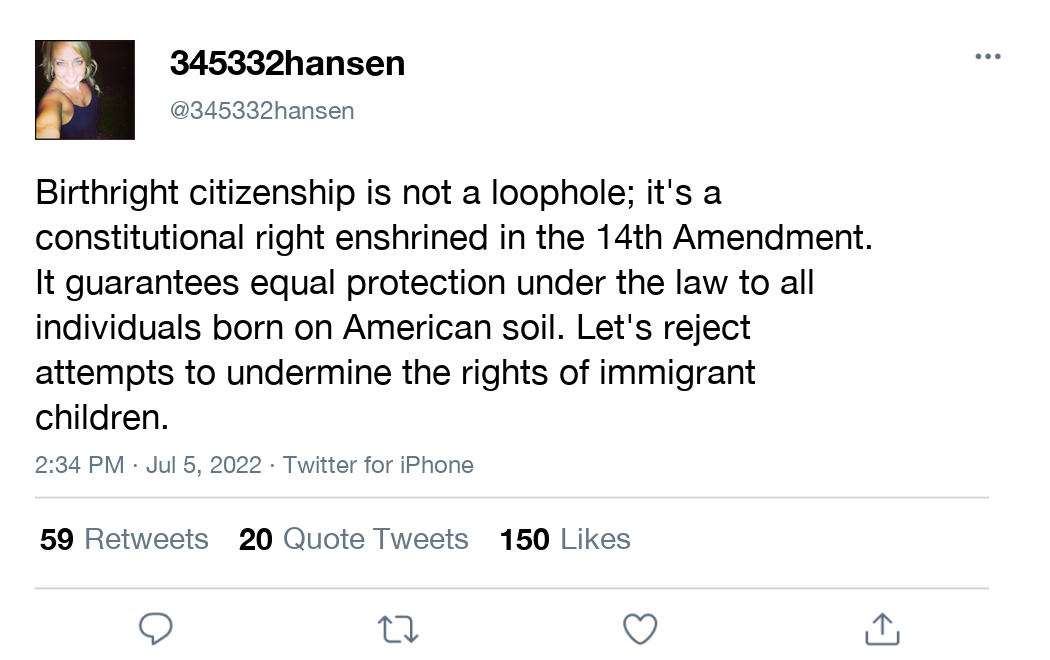 345332hansen
@345332hansen
Birthright citizenship is not a loophole; it's a
constitutional right enshrined in the 14th Amendment.
It guarantees equal protection under the law to all
individuals born on American soil. Let's reject
attempts to undermine the rights of immigrant
children.
2:34 PM · Jul 5, 2022 · Twitter for iPhone
59 Retweets 20 Quote Tweets 150 Likes